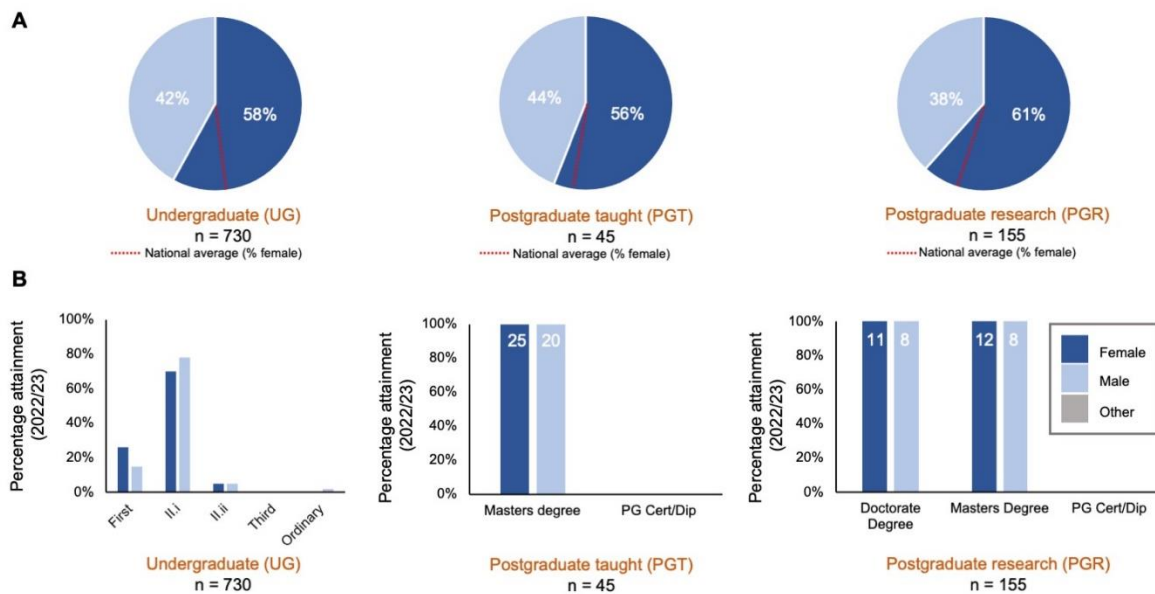 A
42%
58%
Undergraduate (UG)
n = 730
National average (% female)
44%
56%
Postgraduate taught (PGT)
n = 45
National average (% female)
38%
61%
Postgraduate research (PGR)
n = 155
National average (% female)
B
Percentage attainment
(2022/23)
100%
80%
60%
40%
20%
0%
First
II.i
II.ii
Third
Ordinary
Undergraduate (UG)
n = 730
Percentage attainment
(2022/23)
100%
80%
60%
40%
20%
0%
25
20
Masters degree
PG Cert/Dip
Postgraduate taught (PGT)
n = 45
Percentage attainment
(2022/23)
100%
80%
60%
40%
20%
0%
11
8
12
8
Doctorate
Degree
Masters Degree
PG Cert/Dip
Postgraduate research (PGR)
n = 155
Female
Male
Other